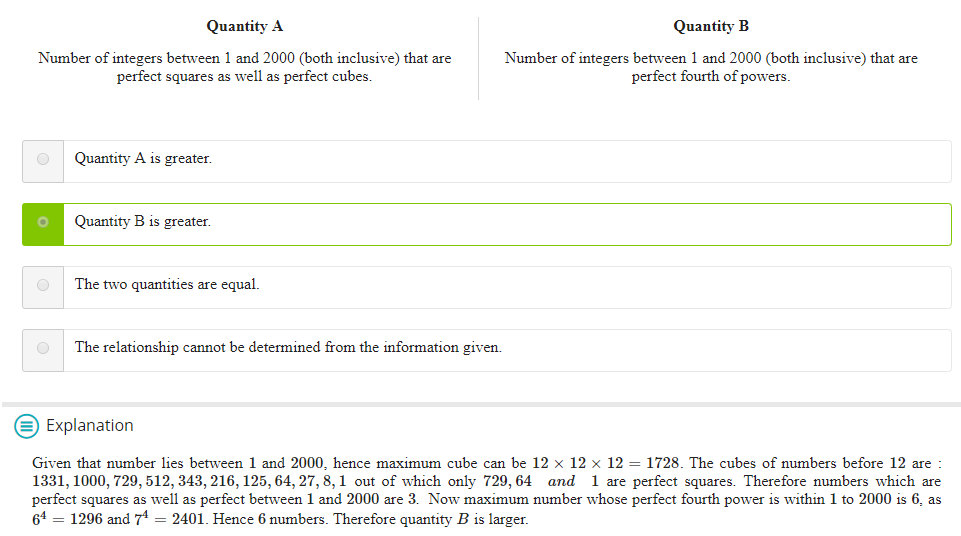 Quantity A
Number of integers between 1 and 2000 (both inclusive) that are
perfect squares as well as perfect cubes.
Quantity B
Number of integers between 1 and 2000 (both inclusive) that are
perfect fourth of powers.
Quantity A is greater.
Quantity B is greater.
The two quantities are equal.
The relationship cannot be determined from the information given.
Explanation
Given that number lies between 1 and 2000, hence maximum cube can be 12 × 12 × 12 = 1728. The cubes of numbers before 12 are :
1331, 1000, 729, 512, 343, 216, 125, 64, 27, 8, 1 out of which only 729, 64 and 1 are perfect squares. Therefore numbers which are
perfect squares as well as perfect between 1 and 2000 are 3. Now maximum number whose perfect fourth power is within 1 to 2000 is 6, as
6⁴ = 1296 and 7⁴ = 2401. Hence 6 numbers. Therefore quantity B is larger.